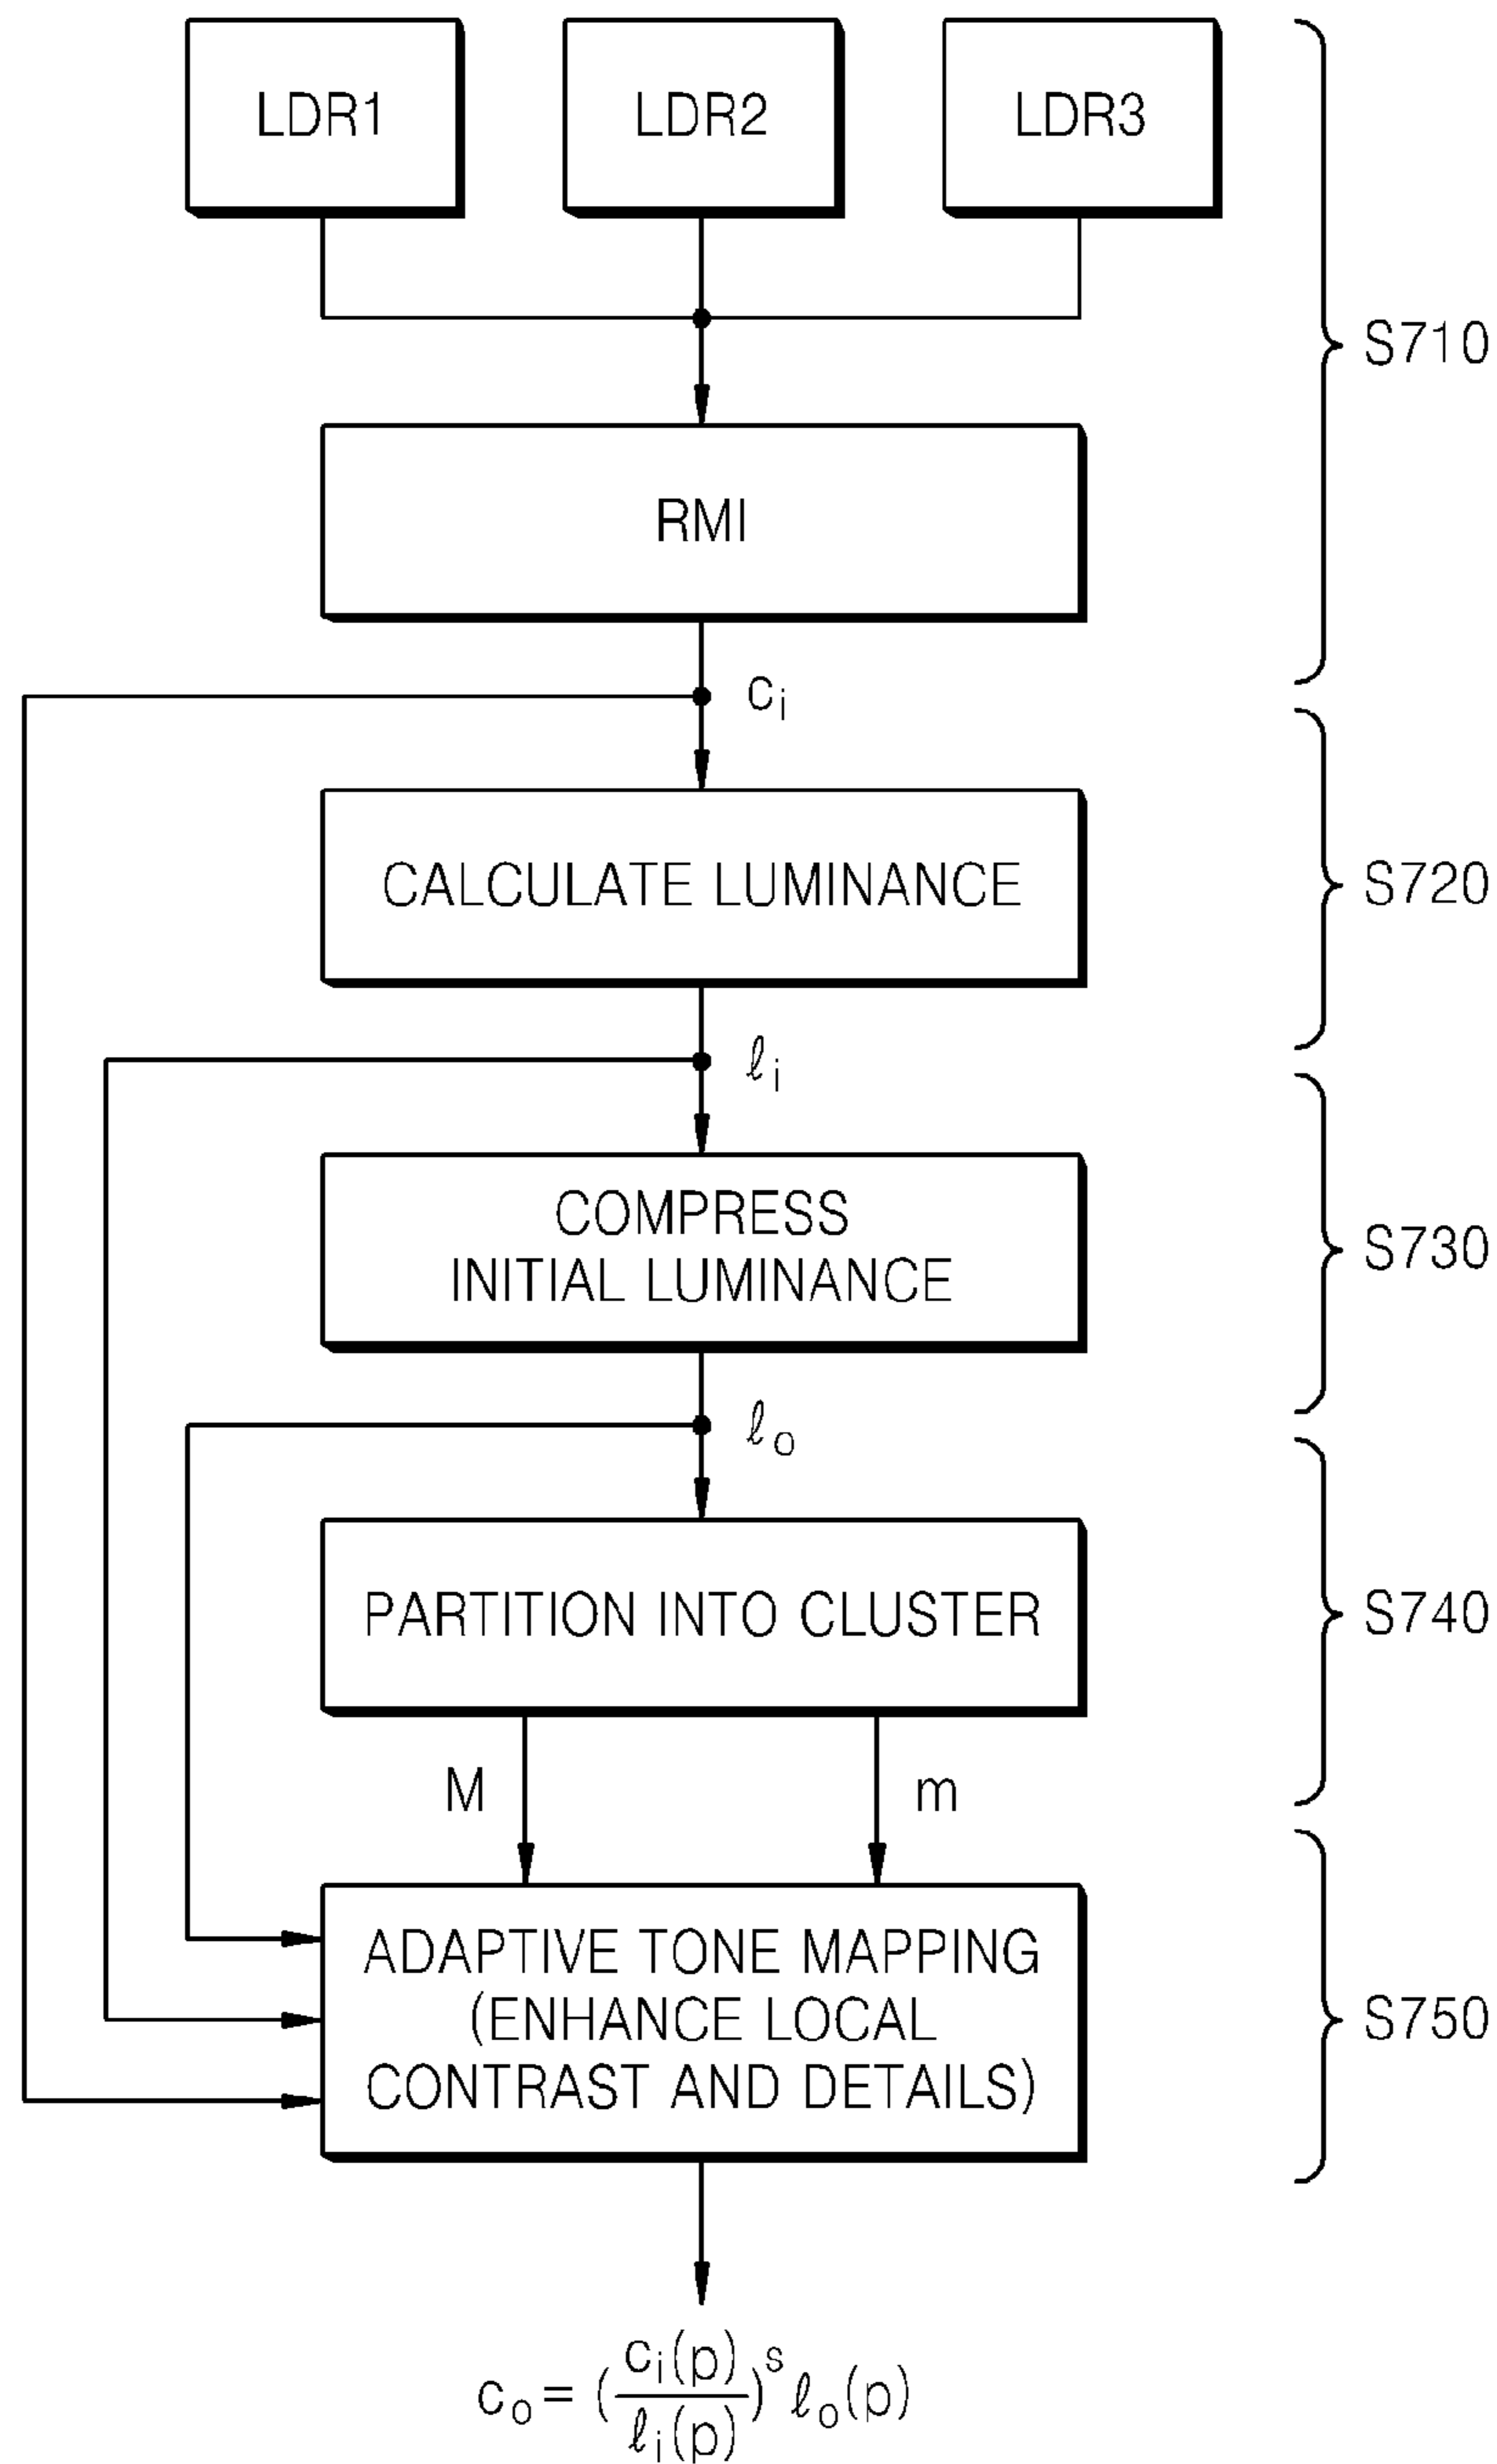 LDR1 LDR2 LDR3
S710
RMI
cᵢ
CALCULATE LUMINANCE
S720
ℓᵢ
COMPRESS
INITIAL LUMINANCE
S730
ℓₒ
PARTITION INTO CLUSTER
S740
M m
ADAPTIVE TONE MAPPING
(ENHANCE LOCAL
CONTRAST AND DETAILS)
S750
cₒ = (cᵢ(p)/ℓᵢ(p))ˢ ℓₒ(p)